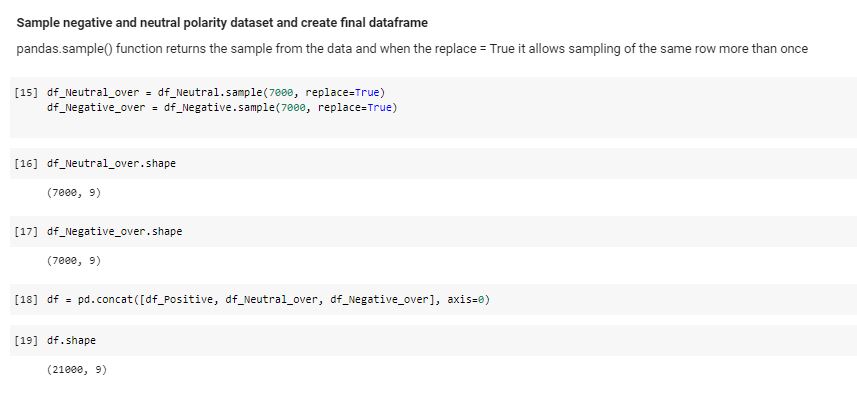 Sample negative and neutral polarity dataset and create final dataframe
pandas.sample() function returns the sample from the data and when the replace = True it allows sampling of the same row more than once
[15] df_Neutral_over = df_Neutral.sample(7000, replace=True)
df_Negative_over = df_Negative.sample(7000, replace=True)
[16] df_Neutral_over.shape
(7000, 9)
[17] df_Negative_over.shape
(7000, 9)
[18] df = pd.concat([df_Positive, df_Neutral_over, df_Negative_over], axis=0)
[19] df.shape
(21000, 9)